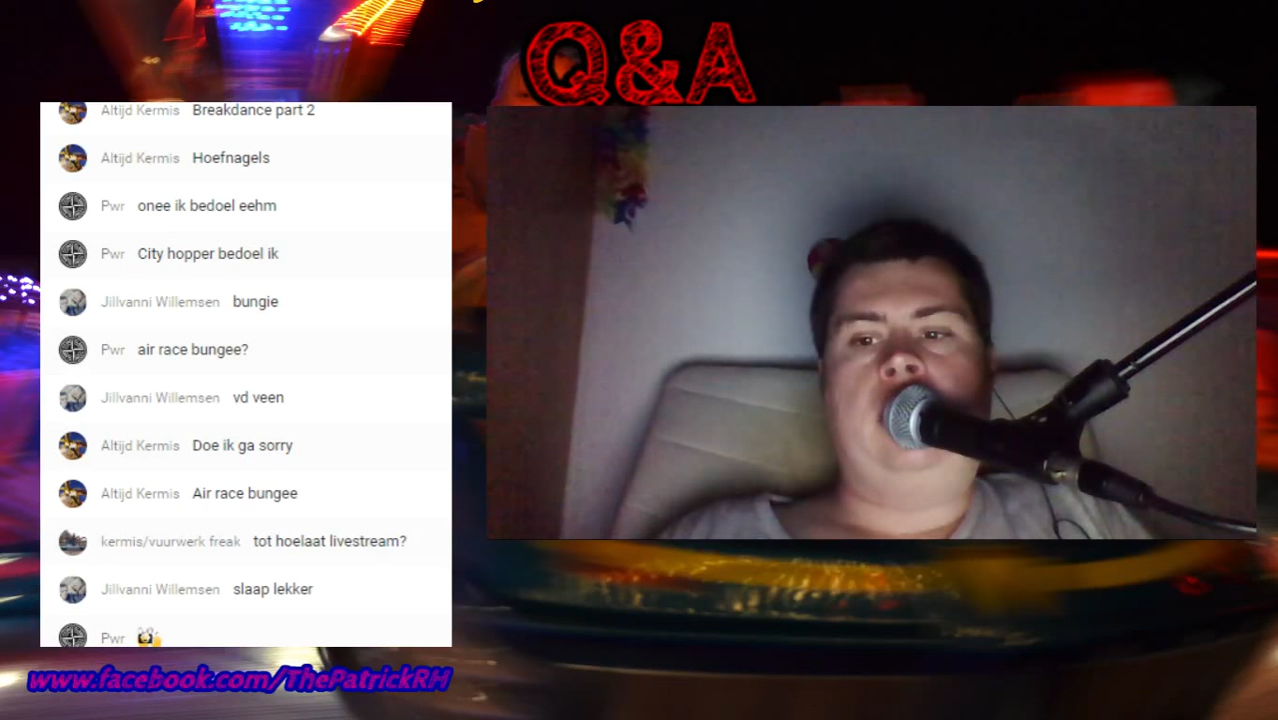 Q&A
Altijd Kermis Breakdance part 2
Altijd Kermis Hoefnagels
Pwr onee ik bedoel eehm
Pwr City hopper bedoel ik
Jillvanni Willemsen bungie
Pwr air race bungee?
Jillvanni Willemsen vd veen
Altijd Kermis Doe ik ga sorry
Altijd Kermis Air race bungee
kermis/vuurwerk freak tot hoelaat livestream?
Jillvanni Willemsen slaap lekker
Pwr
www.facebook.com/ThePatrickRH